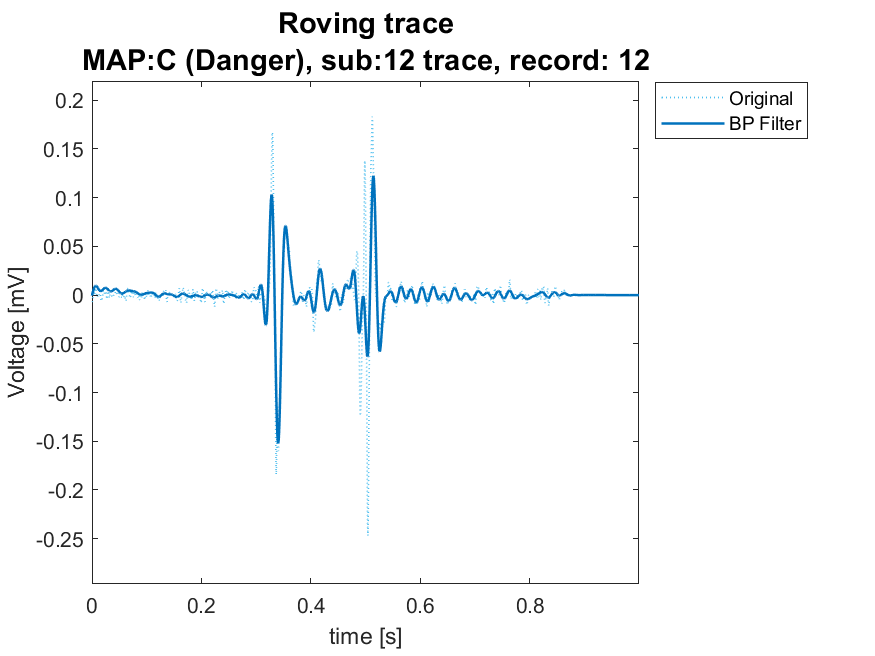 Roving trace
MAP:C (Danger), sub:12 trace, record: 12
Original
BP Filter
0.2
0.15
0.1
0.05
0
-0.05
-0.1
-0.15
-0.2
-0.25
Voltage [mV]
0
0.2
0.4
0.6
0.8
time [s]